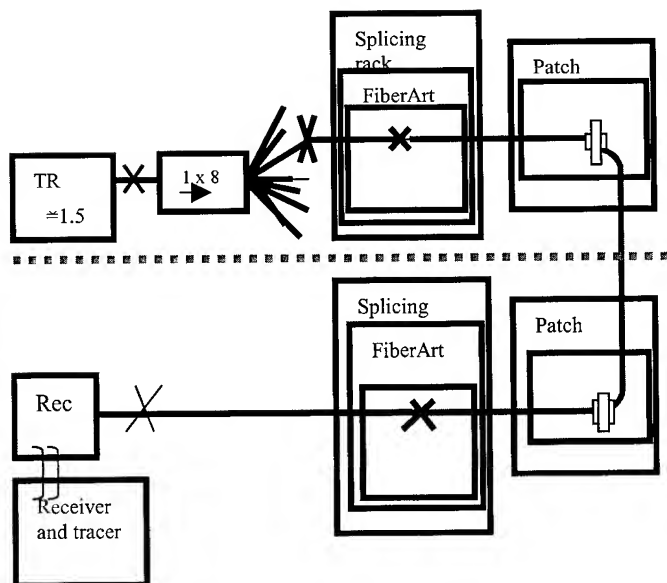 Splicing
rack
FiberArt
Patch
TR
≅1.5
1 x 8
Splicing
FiberArt
Patch
Rec
Receiver
and tracer